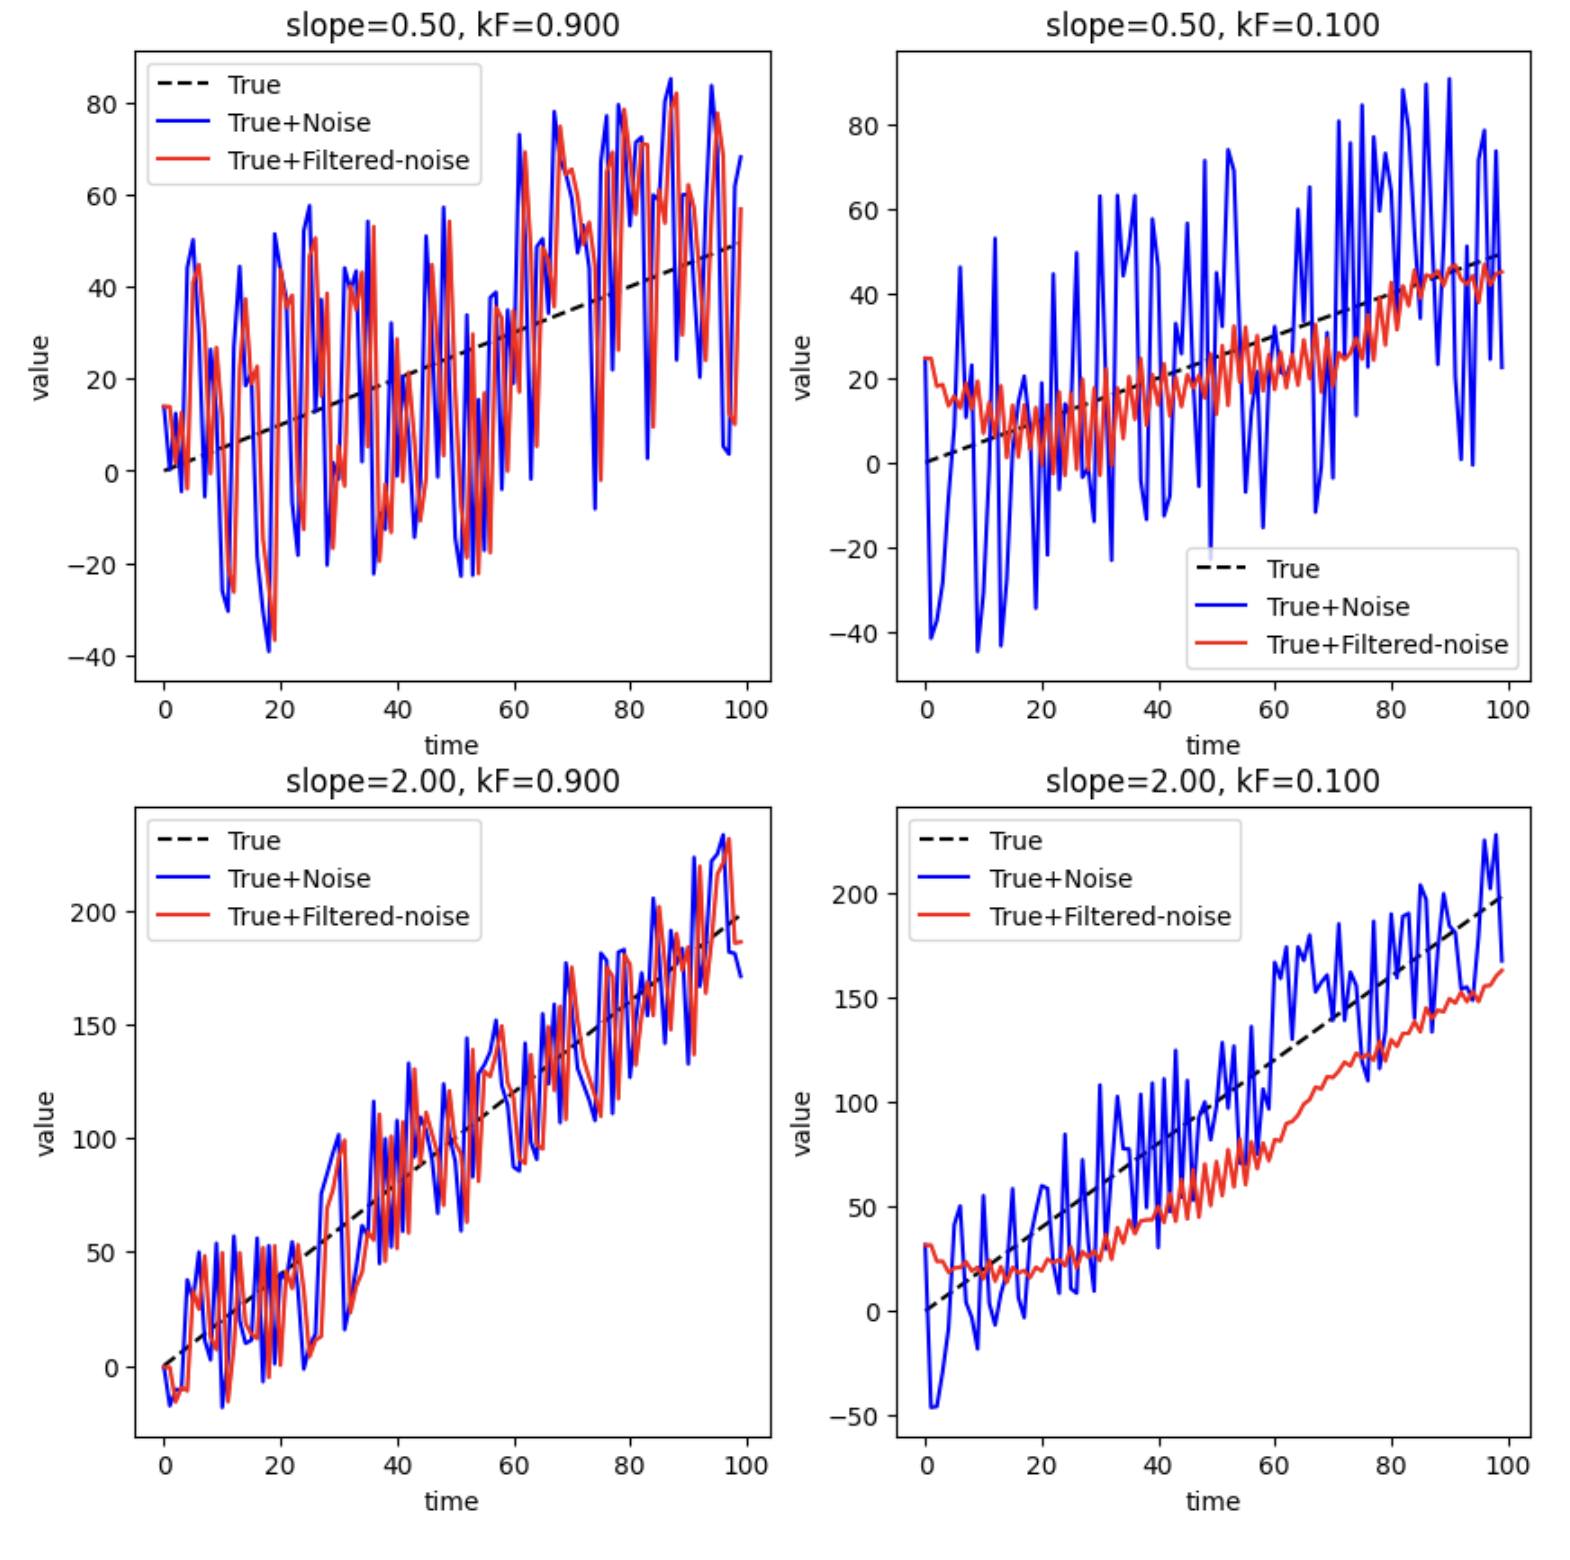 slope=0.50, kF=0.900
True
True+Noise
True+Filtered-noise
80
60
40
20
0
−20
−40
value
0 20 40 60 80 100
time
slope=0.50, kF=0.100
80
60
40
20
0
−20
−40
value
True
True+Noise
True+Filtered-noise
0 20 40 60 80 100
time
slope=2.00, kF=0.900
True
True+Noise
True+Filtered-noise
200
150
100
50
0
value
0 20 40 60 80 100
time
slope=2.00, kF=0.100
True
True+Noise
True+Filtered-noise
200
150
100
50
0
−50
value
0 20 40 60 80 100
time